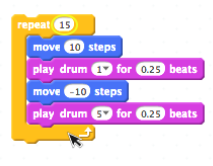 repeat 15
move 10 steps
play drum 1 for 0.25 beats
move -10 steps
play drum 5 for 0.25 beats